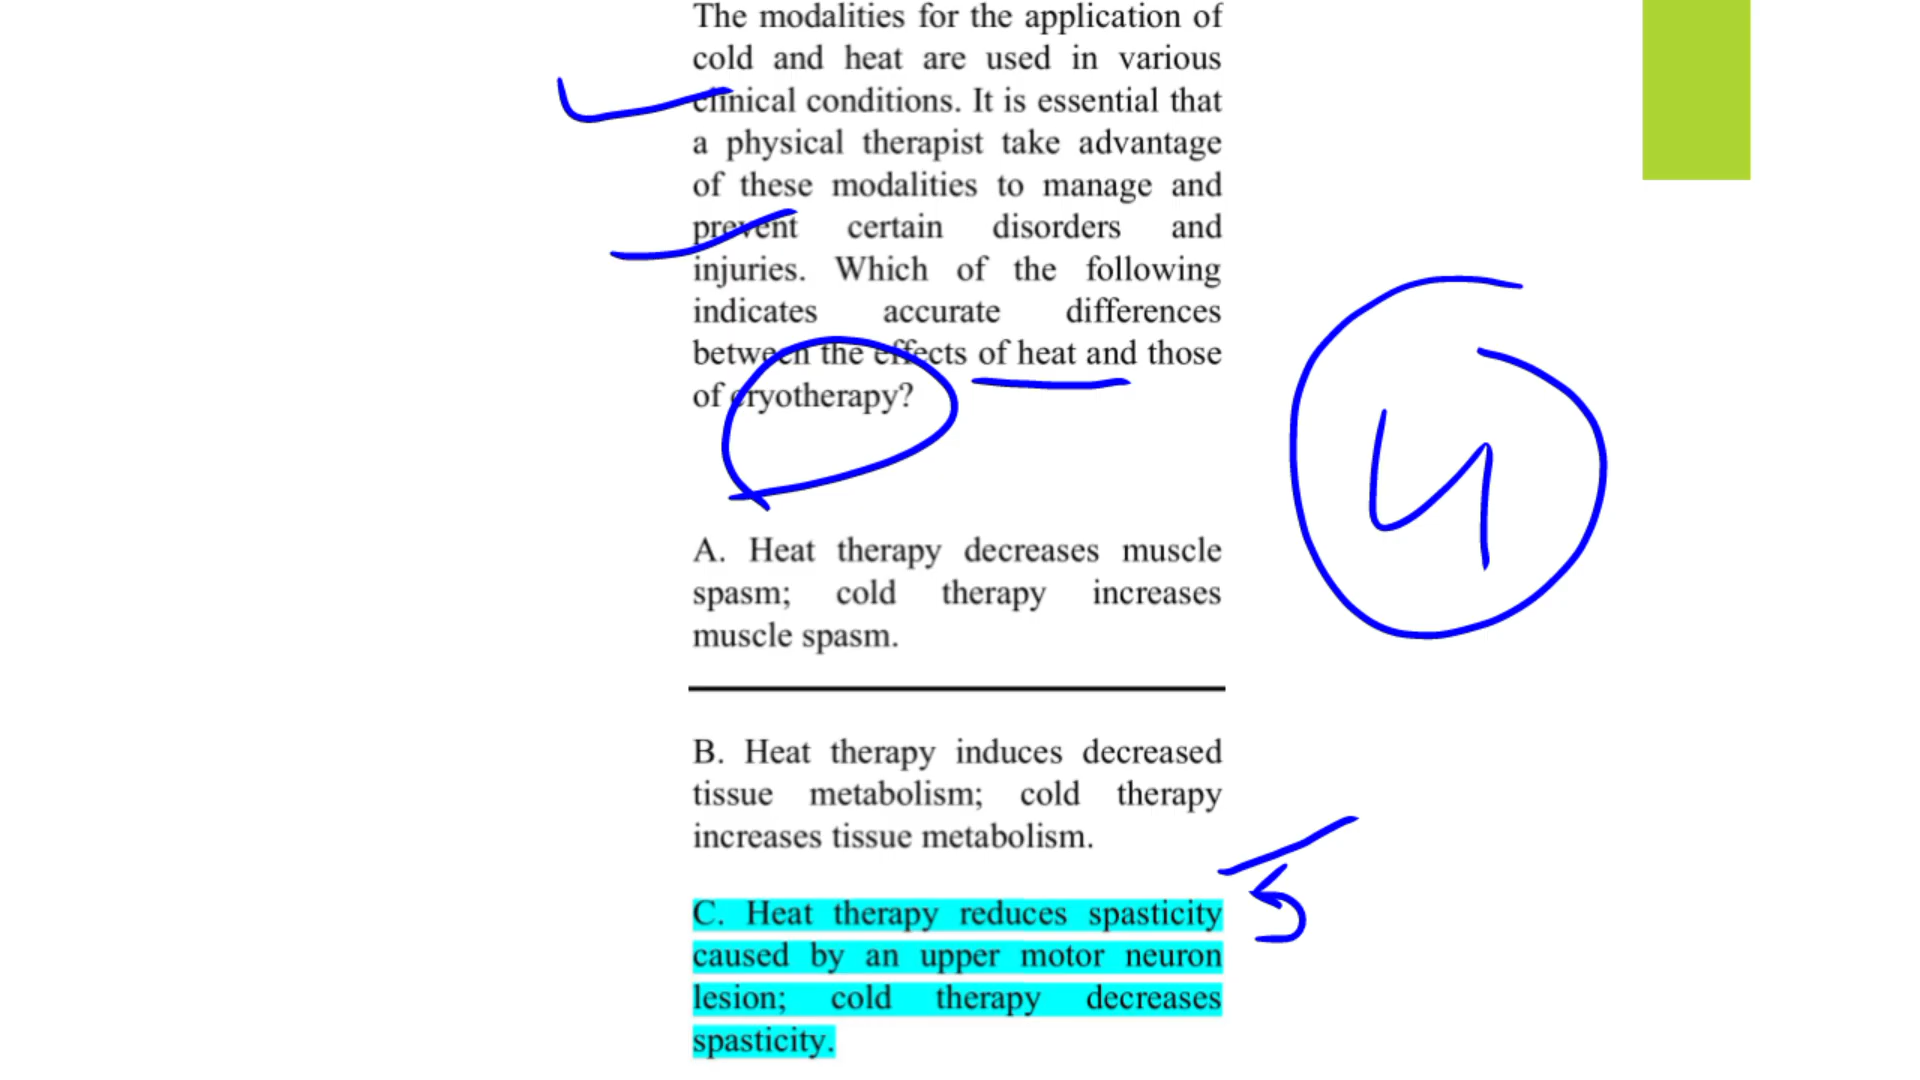 The modalities for the application of
cold and heat are used in various
clinical conditions. It is essential that
a physical therapist take advantage
of these modalities to manage and
prevent certain disorders and
injuries. Which of the following
indicates accurate differences
between the effects of heat and those
of cryotherapy?
4
A. Heat therapy decreases muscle
spasm; cold therapy increases
muscle spasm.
B. Heat therapy induces decreased
tissue metabolism; cold therapy
increases tissue metabolism.
C. Heat therapy reduces spasticity
caused by an upper motor neuron
lesion; cold therapy decreases
spasticity.